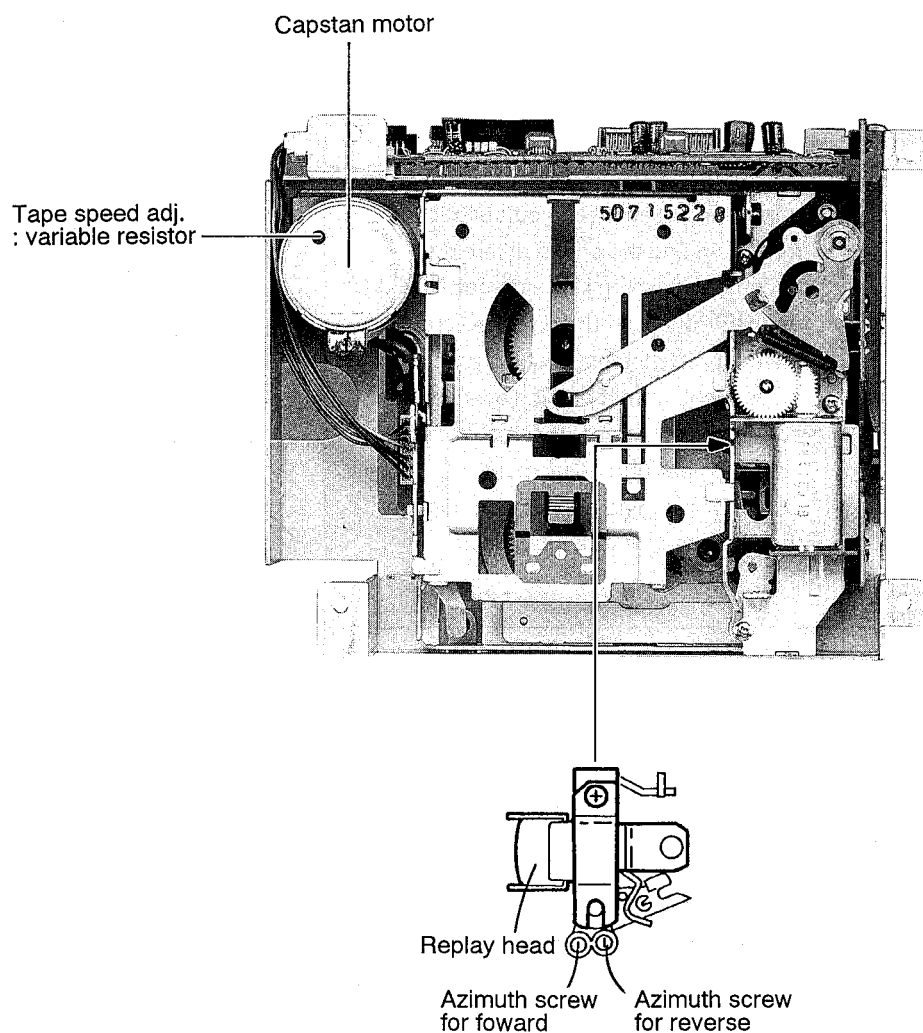 Capstan motor
Tape speed adj.
: variable resistor
5071522 8
Replay head
Azimuth screw
for foward
Azimuth screw
for reverse